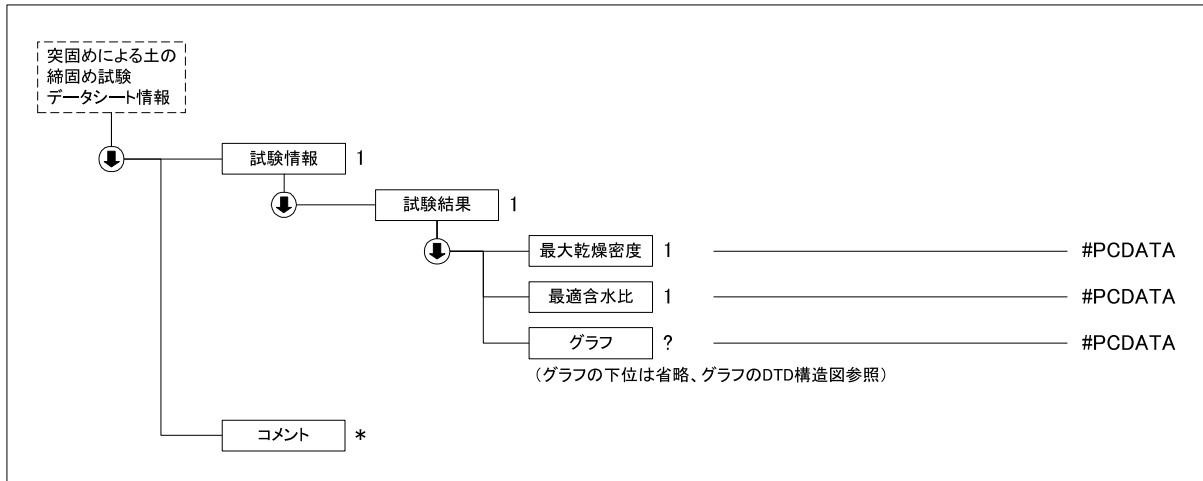 突固めによる土の
締固め試験
データシート情報
試験情報 1
試験結果 1
最大乾燥密度 1 #PCDATA
最適含水比 1 #PCDATA
グラフ ? #PCDATA
(グラフの下位は省略、グラフのDTD構造図参照)
コメント *